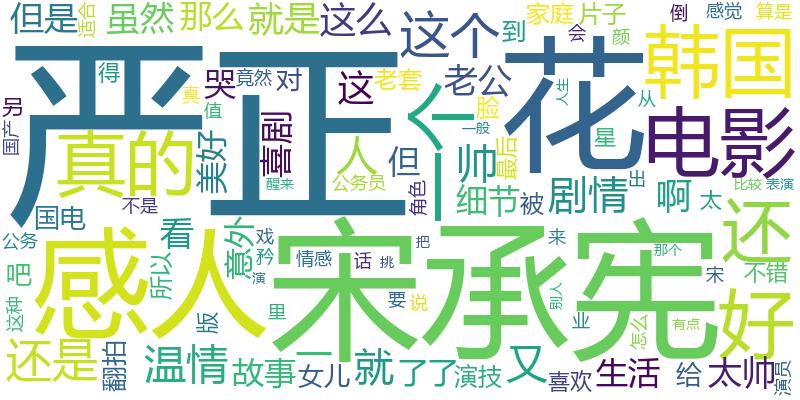 但是 适合 虽然 那么 就是 这么 这个 到 家庭 片子 倒 感觉 算是
会 颜
严正 花 韩国
得 哭 竟然 对 这 老套 老公 个 人生 从
另 真 值 脸 星 电影
国产 真的 美好 喜剧 人 但 帅 一般 最后
醒来 公务员 角色 细节 被 剧情 出 啊 太 比较 表演
国电 不是 还
公务 感人 看 意外 戏 宋承宪 把 来 那个 宋 不错
吧 所以 矜 情感 话 挑
这种 演 别人 好
版 里 要 说 业 怎么 有点
还是 翻拍 温情 故事 女儿 就 了了 演技 又 喜欢 生活 给 太帅 演员